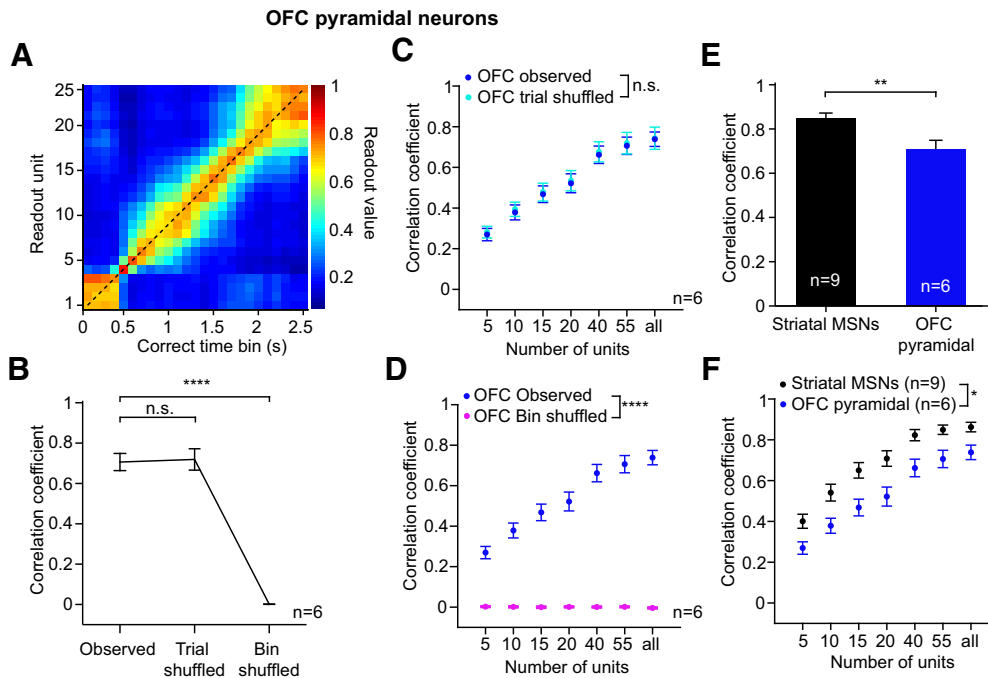 OFC pyramidal neurons
A
25
20
15
10
5
1
Readout unit
0
0.5
1
1.5
2
2.5
Correct time bin (s)
1
0.8
0.6
0.4
0.2
Readout value
B
****
n.s.
1
0.8
0.6
0.4
0.2
0
Correlation coefficient
n=6
Observed
Trial
shuffled
Bin
shuffled
C
OFC observed
OFC trial shuffled
n.s.
0.8
0.6
0.4
0.2
0
Correlation coefficient
n=6
5 10 15 20 40 55 all
Number of units
D
OFC Observed
OFC Bin shuffled
****
0.8
0.6
0.4
0.2
0
Correlation coefficient
n=6
5 10 15 20 40 55 all
Number of units
E
**
1
0.8
0.6
0.4
0.2
0
Correlation coefficient
n=9
n=6
Striatal MSNs
OFC
pyramidal
F
Striatal MSNs (n=9)
OFC pyramidal (n=6)
*
0.8
0.6
0.4
0.2
0
Correlation coefficient
5 10 15 20 40 55 all
Number of units